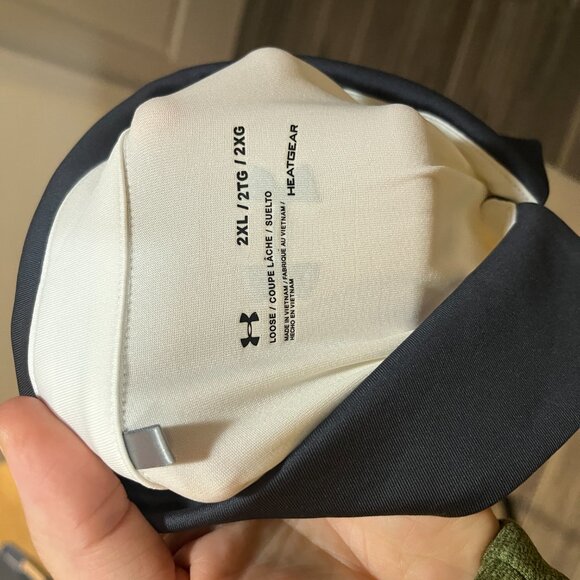 2XL / 2TG / 2XG
LOOSE / COUPE LÂCHE / SUELTO
MADE IN VIETNAM / FABRIQUÉ AU VIETNAM /
HECHO EN VIETNAM
HEATGEAR